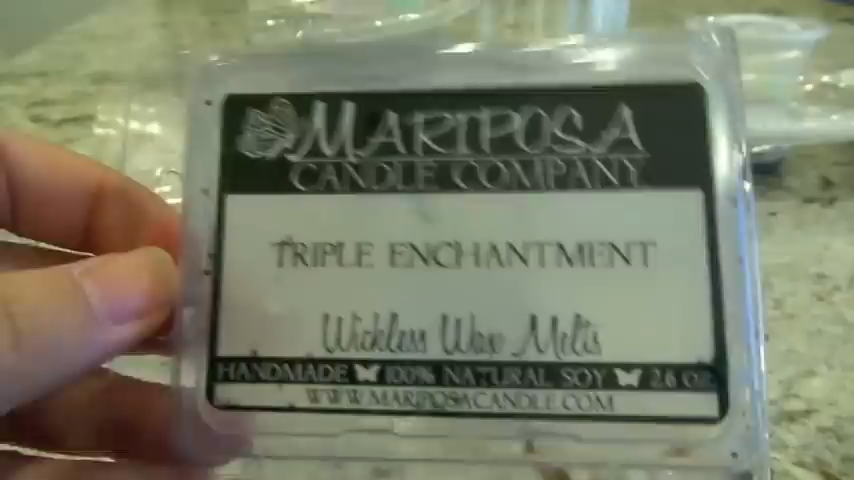 MARIPOSA
CANDLE COMPANY
TRIPLE ENCHANTMENT
Wickless Wax Melts
HANDMADE 100% NATURAL SOY 2.6 OZ
WWW.MARIPOSACANDLE.COM